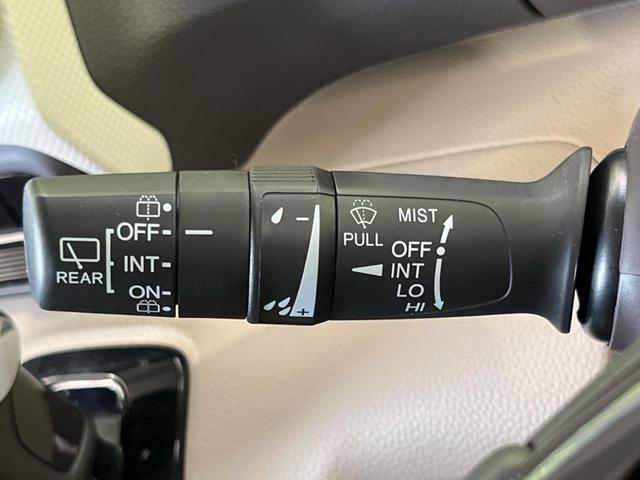 OFF
INT
ON
REAR
− 
+
PULL
MIST
OFF
INT
LO
HI